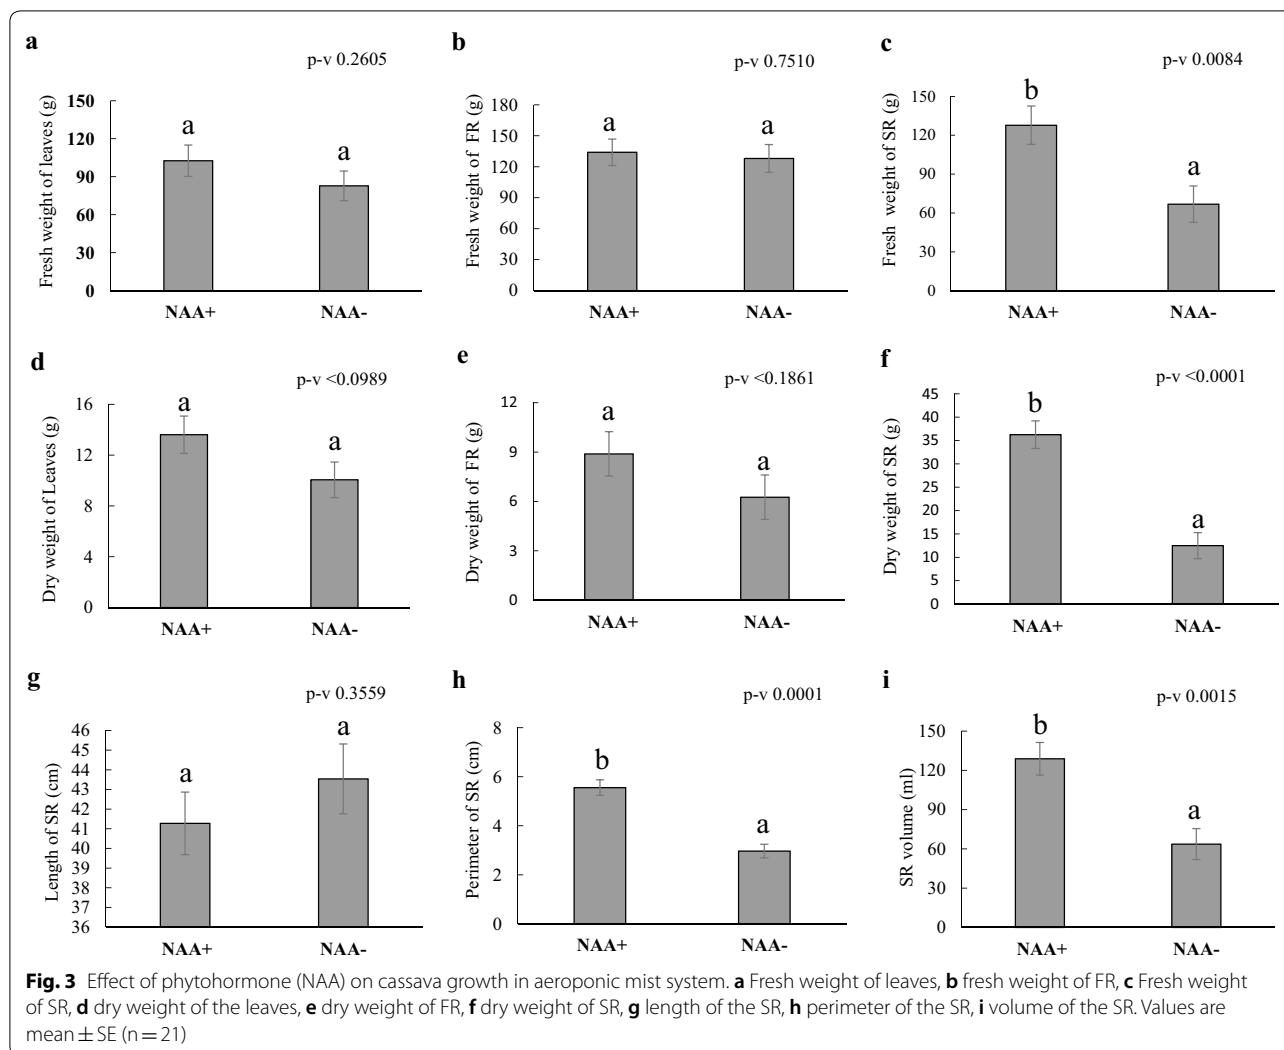 a
p-v 0.2605
Fresh weight of leaves (g)
150
120
90
60
30
0
a
a
NAA+ NAA-
b
p-v 0.7510
Fresh weight of FR (g)
180
150
120
90
60
30
0
a
a
NAA+ NAA-
c
p-v 0.0084
Fresh weight of SR (g)
150
120
90
60
30
0
b
a
NAA+ NAA-
d
p-v <0.0989
Dry weight of Leaves (g)
16
12
8
4
0
a
a
NAA+ NAA-
e
p-v <0.1861
Dry weight of FR (g)
12
9
6
3
0
a
a
NAA+ NAA-
f
p-v <0.0001
Dry weight of SR (g)
45
40
35
30
25
20
15
10
5
0
b
a
NAA+ NAA-
g
p-v 0.3559
Length of SR (cm)
46
45
44
43
42
41
40
39
38
37
36
a
a
NAA+ NAA-
h
p-v 0.0001
Perimeter of SR (cm)
8
6
4
2
0
b
a
NAA+ NAA-
i
p-v 0.0015
SR volume (ml)
150
120
90
60
30
0
b
a
NAA+ NAA-
Fig. 3 Effect of phytohormone (NAA) on cassava growth in aeroponic mist system. a Fresh weight of leaves, b fresh weight of FR, c Fresh weight
of SR, d dry weight of the leaves, e dry weight of FR, f dry weight of SR, g length of the SR, h perimeter of the SR, i volume of the SR. Values are
mean ± SE (n = 21)